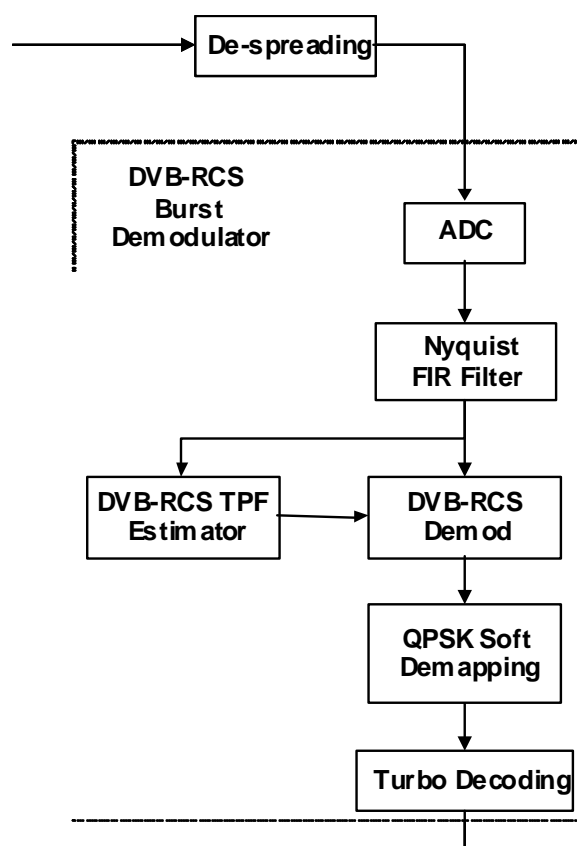 De-spreading
DVB-RCS
Burst
Demodulator
ADC
Nyquist
FIR Filter
DVB-RCS TPF
Estimator
DVB-RCS
Demod
QPSK Soft
Demapping
Turbo Decoding